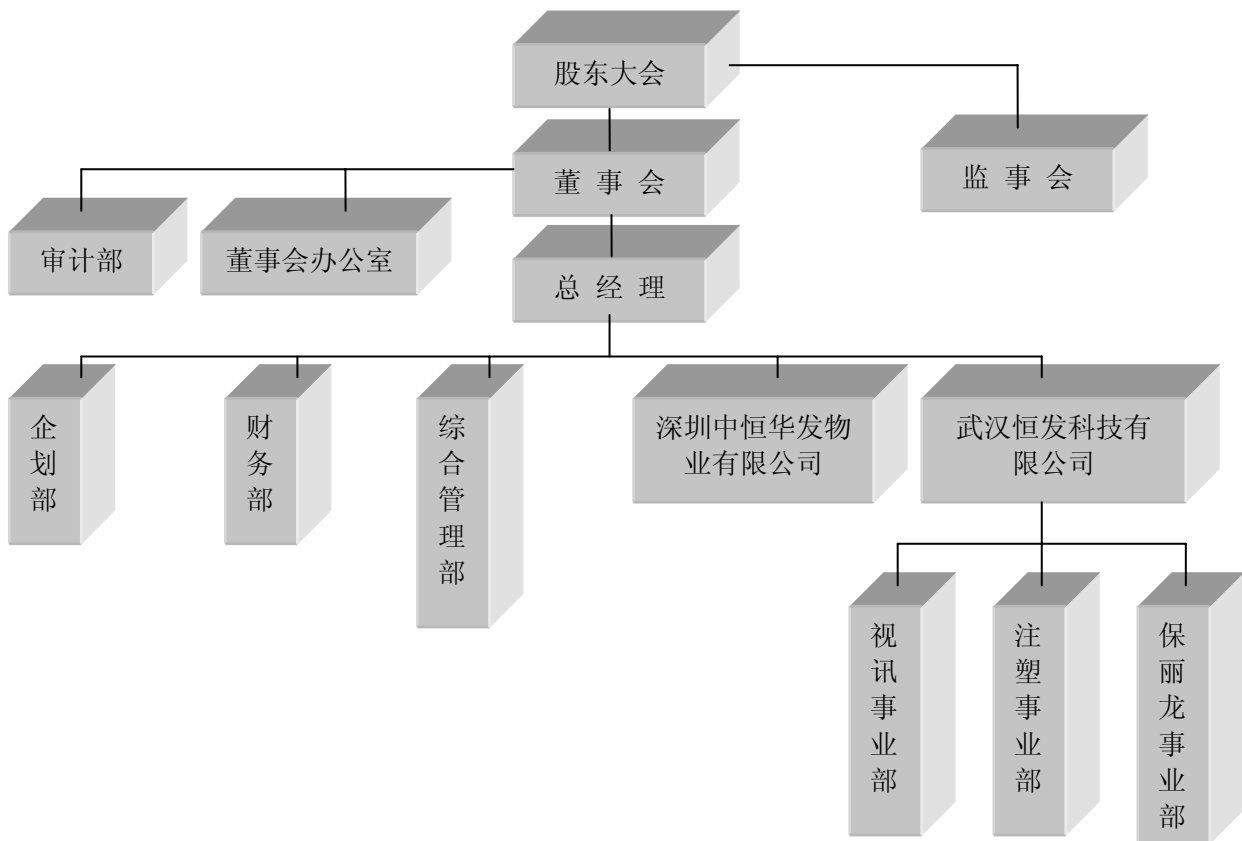 股东大会
董 事 会
监 事 会
审计部
董事会办公室
总 经 理
企划部
财务部
综合管理部
深圳中恒华发物
业有限公司
武汉恒发科技有
限公司
视讯事业部
注塑事业部
保丽龙事业部